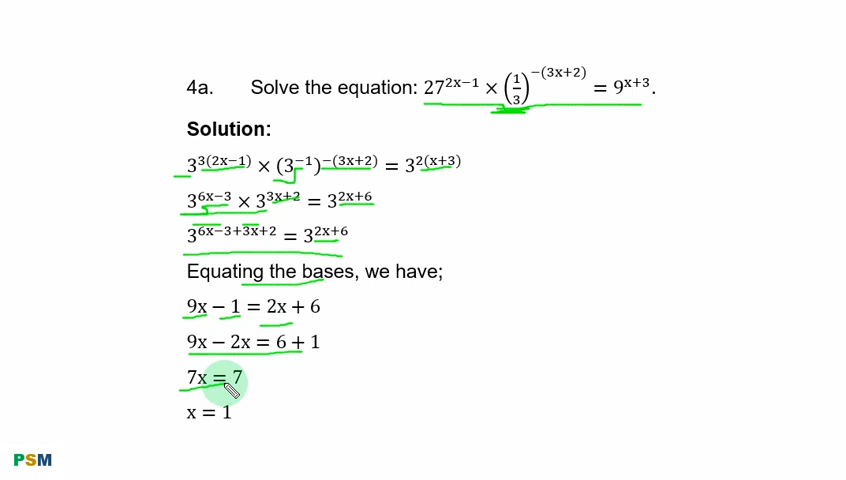 4a. Solve the equation: 27^{2x−1} × (1/3)^{−(3x+2)} = 9^{x+3}.
Solution:
3^{3(2x−1)} × (3^{−1})^{−(3x+2)} = 3^{2(x+3)}
3^{6x−3} × 3^{3x+2} = 3^{2x+6}
3^{6x−3+3x+2} = 3^{2x+6}
Equating the bases, we have;
9x − 1 = 2x + 6
9x − 2x = 6 + 1
7x = 7
x = 1
PSM